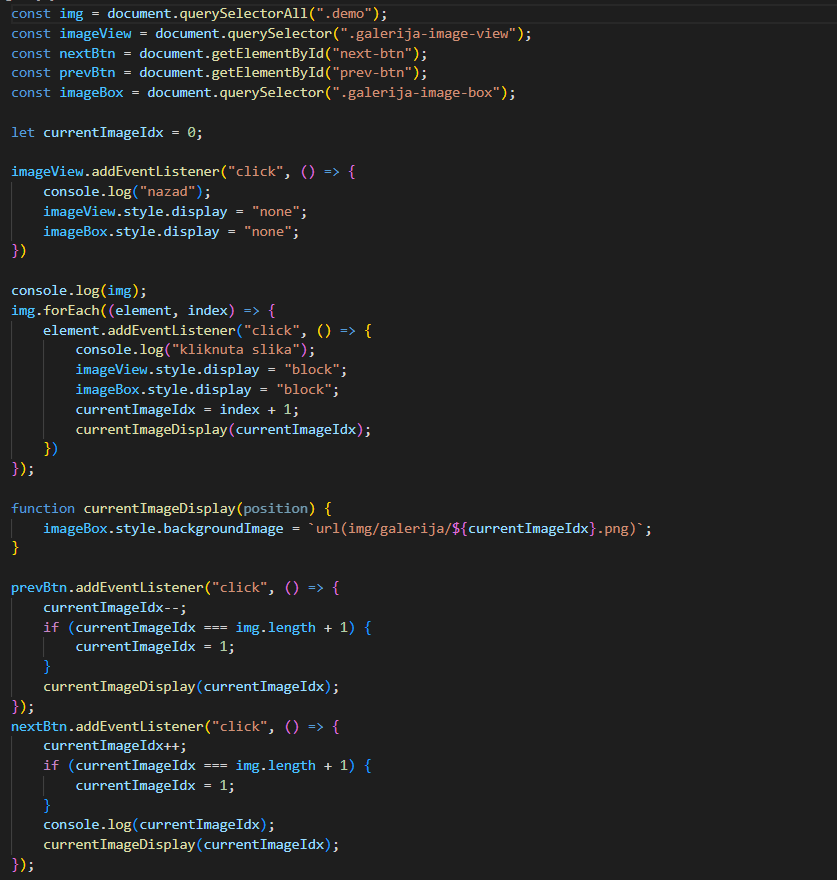 const img = document.querySelectorAll(".demo");
const imageView = document.querySelector(".galerija-image-view");
const nextBtn = document.getElementById("next-btn");
const prevBtn = document.getElementById("prev-btn");
const imageBox = document.querySelector(".galerija-image-box");

let currentImageIdx = 0;

imageView.addEventListener("click", () => {
    console.log("nazad");
    imageView.style.display = "none";
    imageBox.style.display = "none";
})

console.log(img);
img.forEach((element, index) => {
    element.addEventListener("click", () => {
        console.log("kliknuta slika");
        imageView.style.display = "block";
        imageBox.style.display = "block";
        currentImageIdx = index + 1;
        currentImageDisplay(currentImageIdx);
    })
});

function currentImageDisplay(position) {
    imageBox.style.backgroundImage = `url(img/galerija/${currentImageIdx}.png)`;
}

prevBtn.addEventListener("click", () => {
    currentImageIdx--;
    if (currentImageIdx === img.length + 1) {
        currentImageIdx = 1;
    }
    currentImageDisplay(currentImageIdx);
});
nextBtn.addEventListener("click", () => {
    currentImageIdx++;
    if (currentImageIdx === img.length + 1) {
        currentImageIdx = 1;
    }
    console.log(currentImageIdx);
    currentImageDisplay(currentImageIdx);
});